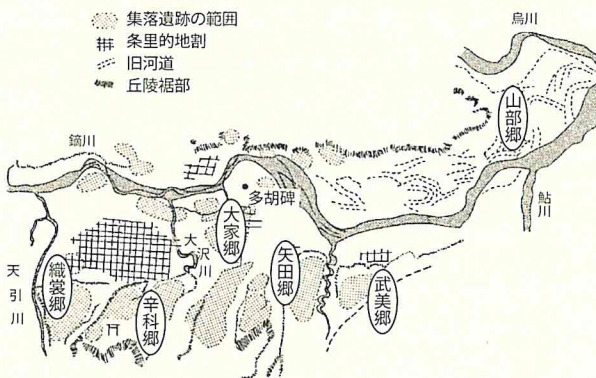 集落遺跡の範囲
条里的地割
旧河道
丘陵裾部
烏川
山部郷
鏑川
鮎川
多胡碑
大家郷
大沢川
矢田郷
武美郷
織裳郷
辛科郷
天引川